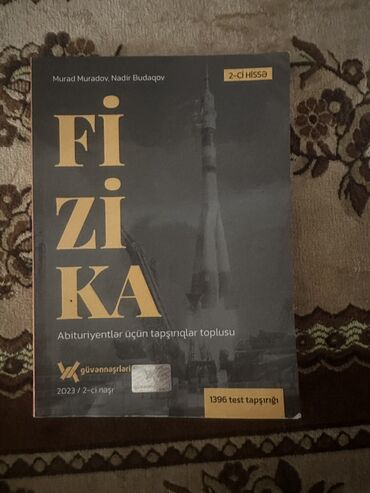 Murad Muradov, Nadir Budaqov
2-Cİ HİSSƏ
Fİ
Zİ
KA
Abituriyentlər üçün tapşırıqlar toplusu
güvənnəşrləri
2023 / 2-ci nəşr
1396 test tapşırığı